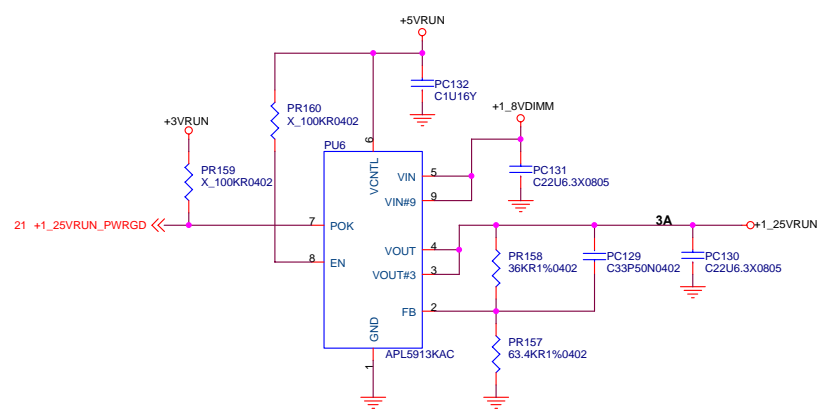 +5VRUN
PC132
C1U16Y
+1_8VDIMM
PR160
X_100KR0402
+3VRUN
PU6
6
VCNTL
PC131
C22U6.3X0805
PR159
X_100KR0402
VIN
5
VIN#9
9
21 +1_25VRUN_PWRGD
7
POK
3A
+1_25VRUN
VOUT
4
8
EN
VOUT#3
3
PR158
36KR1%0402
PC129
C33P50N0402
PC130
C22U6.3X0805
FB
2
GND
1
APL5913KAC
PR157
63.4KR1%0402